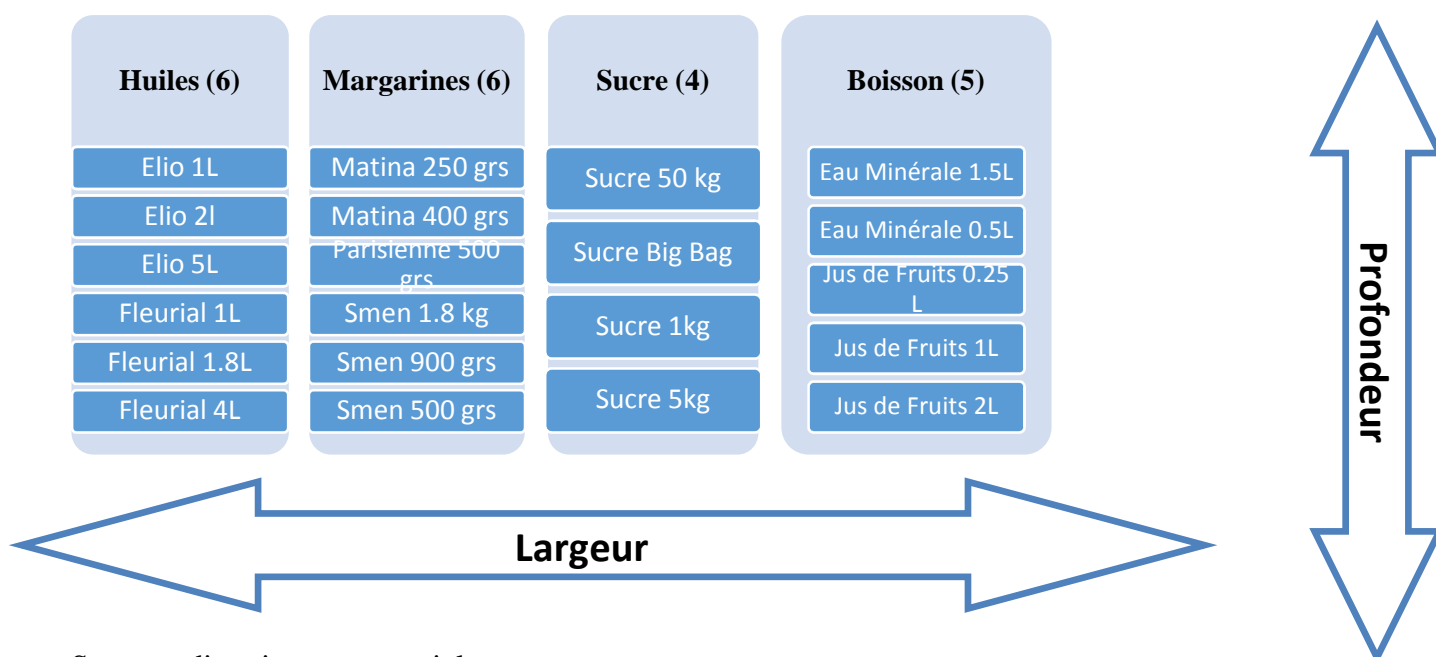 Huiles (6)
Elio 1L
Elio 2l
Elio 5L
Fleurial 1L
Fleurial 1.8L
Fleurial 4L
Margarines (6)
Matina 250 grs
Matina 400 grs
Parisienne 500
grs
Smen 1.8 kg
Smen 900 grs
Smen 500 grs
Sucre (4)
Sucre 50 kg
Sucre Big Bag
Sucre 1kg
Sucre 5kg
Boisson (5)
Eau Minérale 1.5L
Eau Minérale 0.5L
Jus de Fruits 0.25
L
Jus de Fruits 1L
Jus de Fruits 2L
Profondeur
Largeur